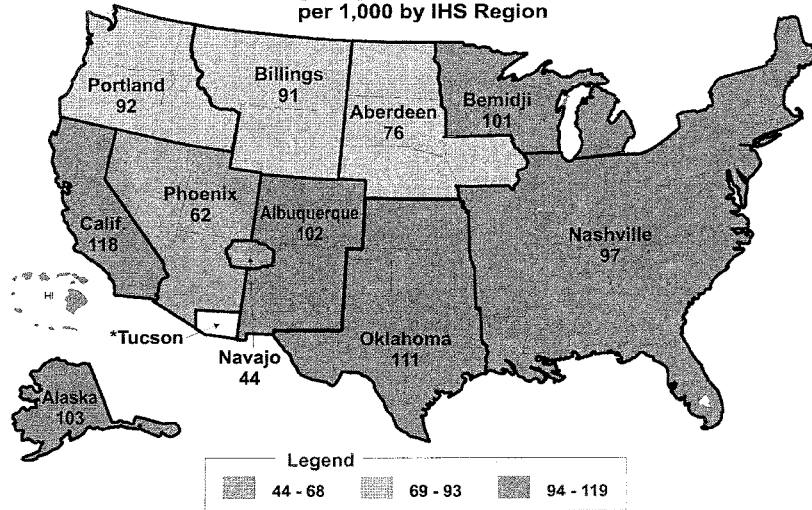 per 1,000 by IHS Region
Portland
92
Billings
91
Aberdeen
76
Bemidji
101
Phoenix
62
Albuquerque
102
Calif.
118
Nashville
97
HI
*Tucson
Navajo
44
Oklahoma
111
Alaska
103
Legend
44 - 68
69 - 93
94 - 119